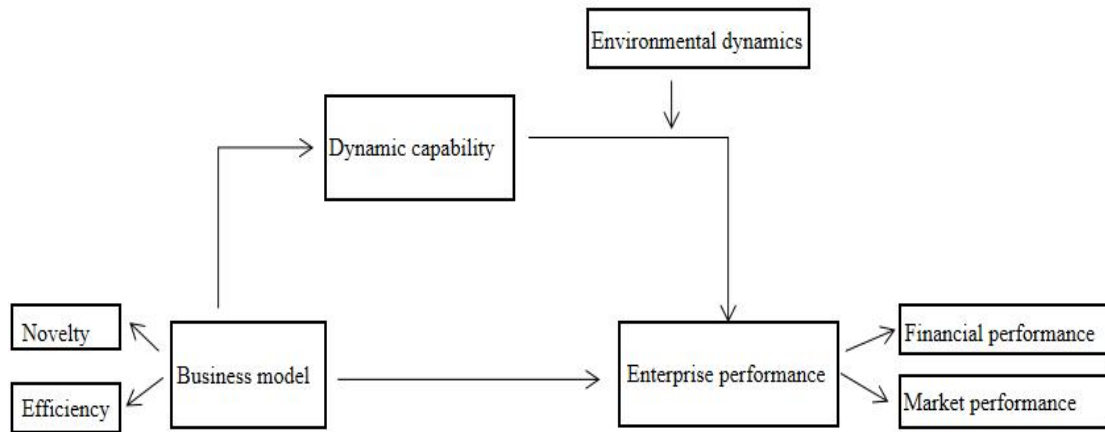 Environmental dynamics
Dynamic capability
Novelty
Efficiency
Business model
Enterprise performance
Financial performance
Market performance